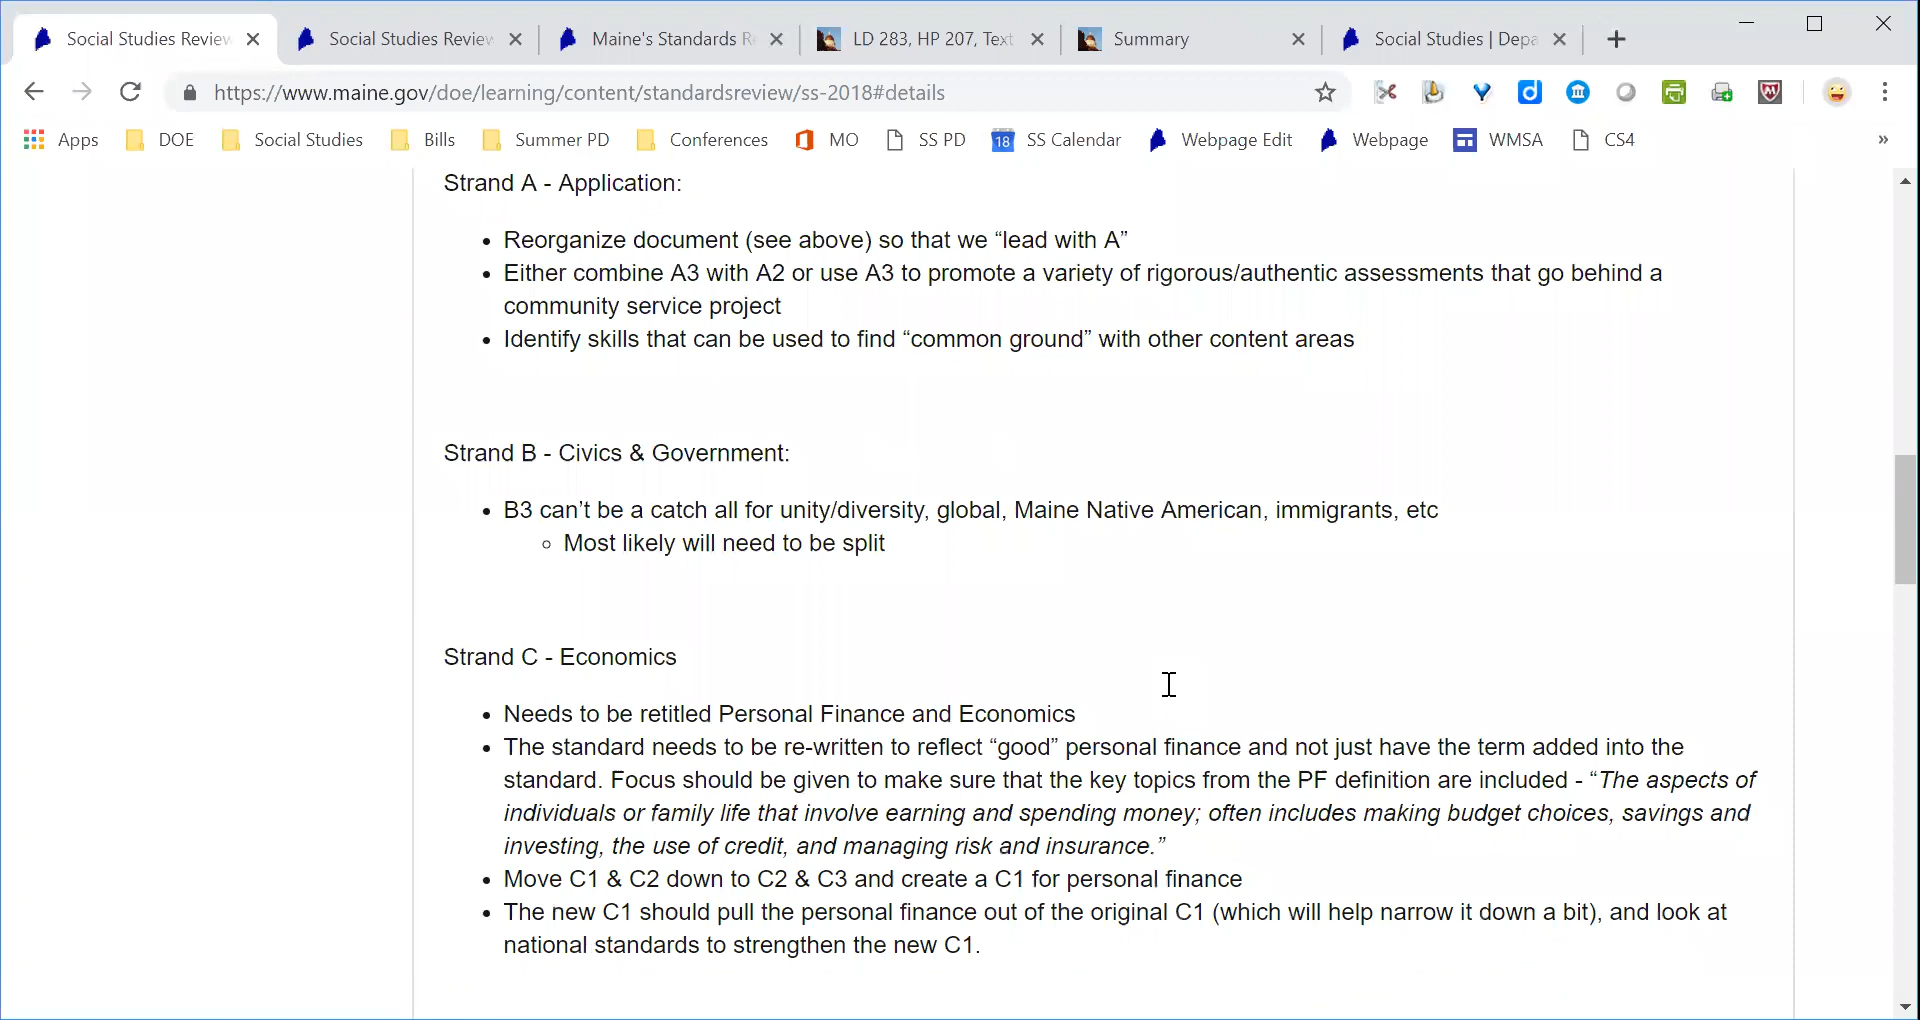 Social Studies Review
Social Studies Review
Maine's Standards R
LD 283, HP 207, Text
Summary
Social Studies | Depa
https://www.maine.gov/doe/learning/content/standardsreview/ss-2018#details
Apps
DOE
Social Studies
Bills
Summer PD
Conferences
MO
SS PD
18
SS Calendar
Webpage Edit
Webpage
WMSA
CS4
»
Strand A - Application:
• Reorganize document (see above) so that we “lead with A”
• Either combine A3 with A2 or use A3 to promote a variety of rigorous/authentic assessments that go behind a
community service project
• Identify skills that can be used to find “common ground” with other content areas
Strand B - Civics & Government:
• B3 can’t be a catch all for unity/diversity, global, Maine Native American, immigrants, etc
◦ Most likely will need to be split
Strand C - Economics
• Needs to be retitled Personal Finance and Economics
• The standard needs to be re-written to reflect “good” personal finance and not just have the term added into the
standard. Focus should be given to make sure that the key topics from the PF definition are included - “The aspects of
individuals or family life that involve earning and spending money; often includes making budget choices, savings and
investing, the use of credit, and managing risk and insurance.”
• Move C1 & C2 down to C2 & C3 and create a C1 for personal finance
• The new C1 should pull the personal finance out of the original C1 (which will help narrow it down a bit), and look at
national standards to strengthen the new C1.